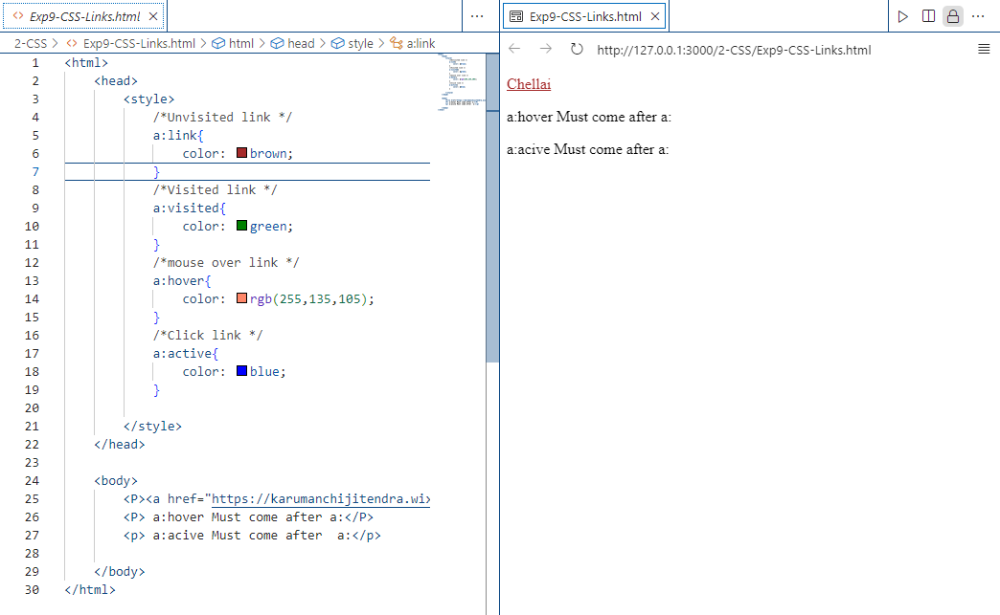 Exp9-CSS-Links.html
2-CSS > Exp9-CSS-Links.html > html > head > style > a:link
1 <html>
2 <head>
3 <style>
4 /*Unvisited link */
5 a:link{
6 color: brown;
7 }
8 /*Visited link */
9 a:visited{
10 color: green;
11 }
12 /*mouse over link */
13 a:hover{
14 color: rgb(255,135,105);
15 }
16 /*Click link */
17 a:active{
18 color: blue;
19 }
20
21 </style>
22 </head>
23
24 <body>
25 <P><a href="https://karumanchijitendra.wi
26 <P> a:hover Must come after a:</P>
27 <p> a:acive Must come after  a:</p>
28
29 </body>
30 </html>
Exp9-CSS-Links.html
http://127.0.0.1:3000/2-CSS/Exp9-CSS-Links.html
Chellai
a:hover Must come after a:
a:acive Must come after a: